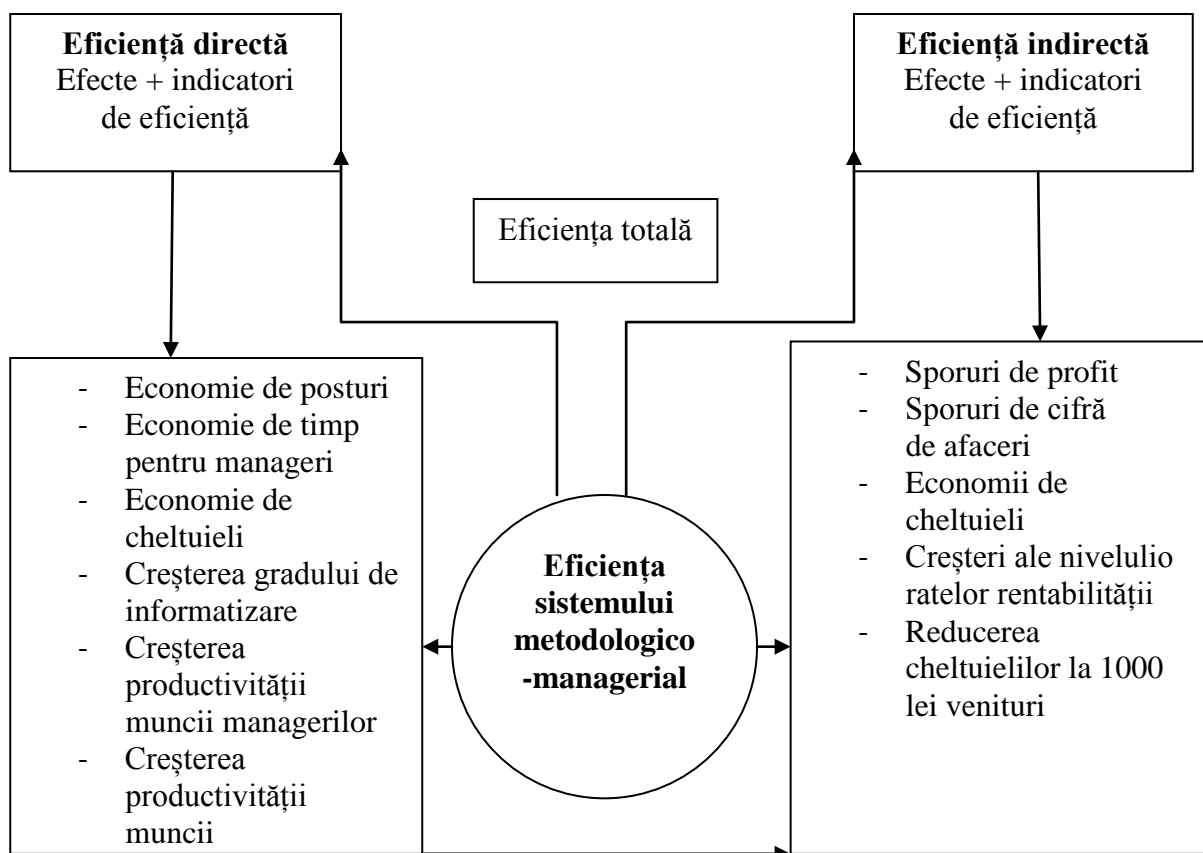 Eficiență directă
Efecte + indicatori
de eficiență
Eficiență indirectă
Efecte + indicatori
de eficiență
Eficiența totală
- Economie de posturi
- Economie de timp
pentru manageri
- Economie de
cheltuieli
- Creșterea gradului de
informatizare
- Creșterea
productivității
muncii managerilor
- Creșterea
productivității
muncii
Eficiența
sistemului
metodologico
-managerial
- Sporuri de profit
- Sporuri de cifră
de afaceri
- Economii de
cheltuieli
- Creșteri ale nivelulio
ratelor rentabilității
- Reducerea
cheltuielilor la 1000
lei venituri